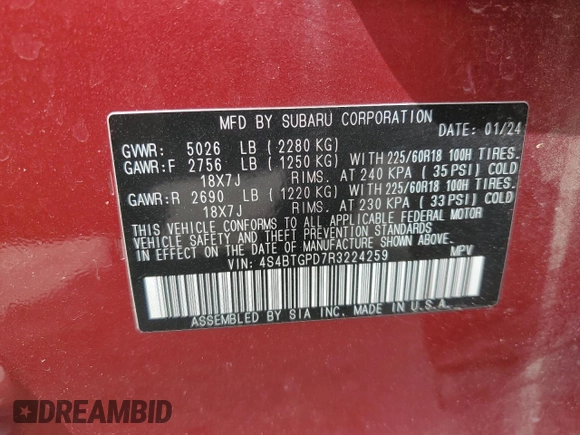 MFD BY SUBARU CORPORATION
DATE: 01/24
GVWR: 5026 LB (2280 KG)
GAWR:F 2756 LB (1250 KG) WITH 225/60R18 100H TIRES.
18X7J RIMS. AT 240 KPA (35 PSI) COLD
GAWR:R 2690 LB (1220 KG) WITH 225/60R18 100H TIRES.
18X7J RIMS. AT 230 KPA (33 PSI) COLD
THIS VEHICLE CONFORMS TO ALL APPLICABLE FEDERAL MOTOR
VEHICLE SAFETY AND THEFT PREVENTION STANDARDS
IN EFFECT ON THE DATE OF MANUFACTURE SHOWN ABOVE.
VIN: 4S4BTGPD7R3224259 MPV
ASSEMBLED BY SIA INC. MADE IN U.S.A.
DREAMBID